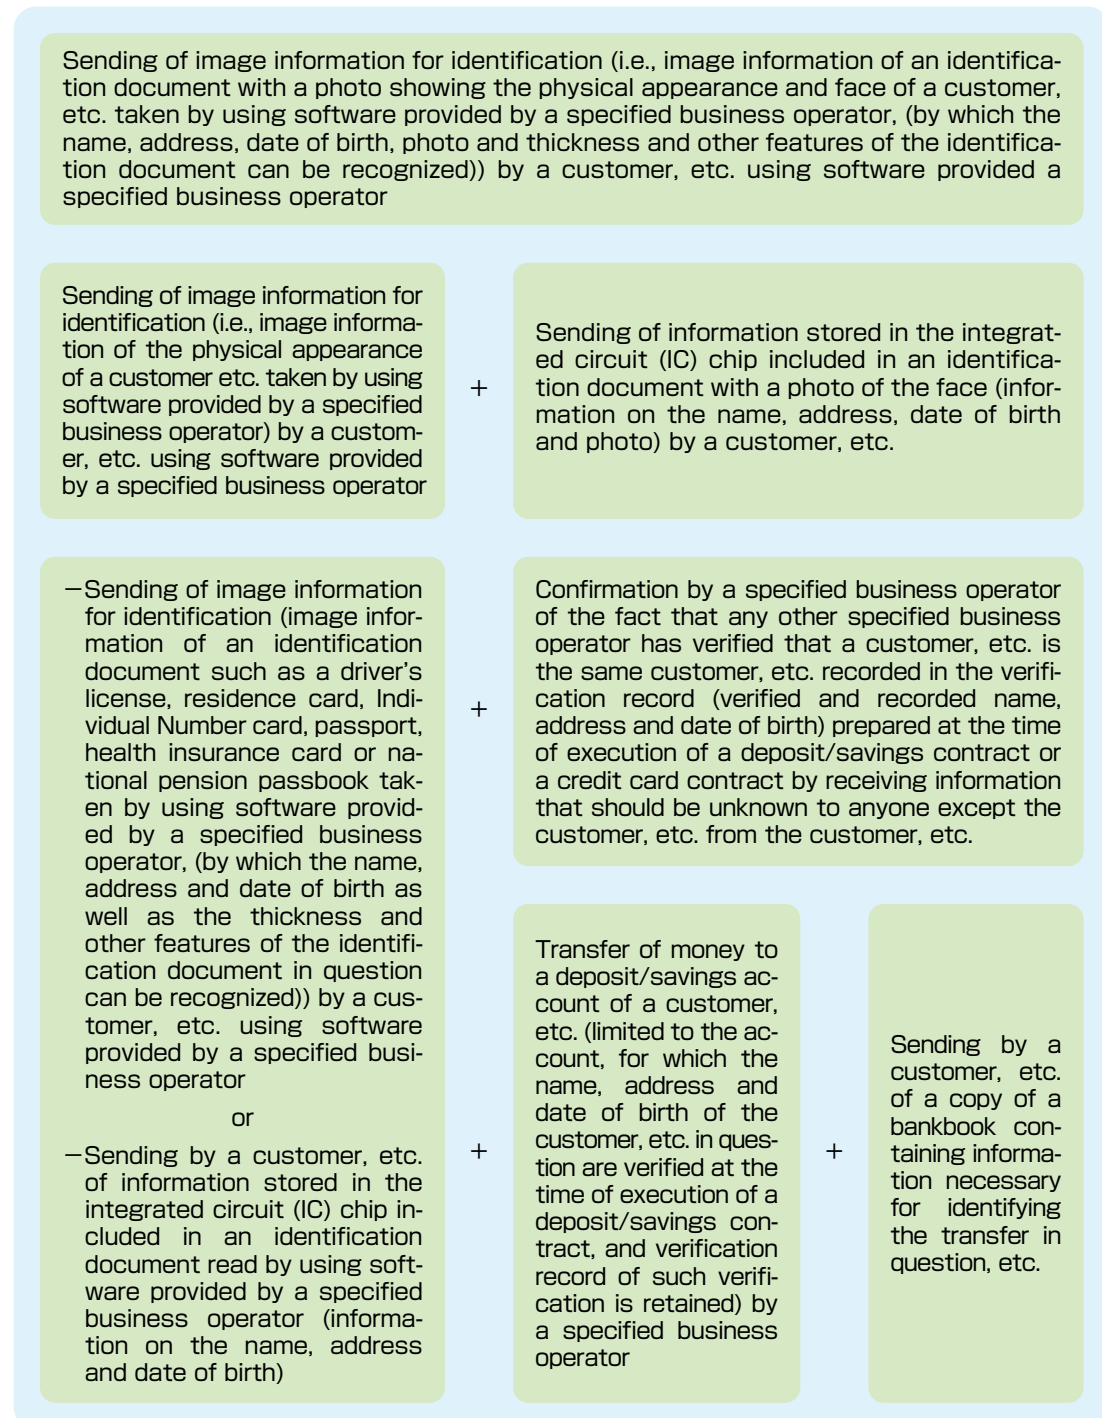 Sending of image information for identification (i.e., image information of an identifica-
tion document with a photo showing the physical appearance and face of a customer,
etc. taken by using software provided by a specified business operator, (by which the
name, address, date of birth, photo and thickness and other features of the identifica-
tion document can be recognized)) by a customer, etc. using software provided a
specified business operator
Sending of image information for
identification (i.e., image informa-
tion of the physical appearance
of a customer etc. taken by using
software provided by a specified
business operator) by a custom-
er, etc. using software provided
by a specified business operator
+
Sending of information stored in the integrat-
ed circuit (IC) chip included in an identifica-
tion document with a photo of the face (infor-
mation on the name, address, date of birth
and photo) by a customer, etc.
−Sending of image information
for identification (image infor-
mation of an identification
document such as a driver's
license, residence card, Indi-
vidual Number card, passport,
health insurance card or na-
tional pension passbook tak-
en by using software provid-
ed by a specified business
operator, (by which the name,
address and date of birth as
well as the thickness and
other features of the identifi-
cation document in question
can be recognized)) by a cus-
tomer, etc. using software
provided by a specified busi-
ness operator
or
−Sending by a customer, etc.
of information stored in the
integrated circuit (IC) chip in-
cluded in an identification
document read by using soft-
ware provided by a specified
business operator (informa-
tion on the name, address
and date of birth)
+
Confirmation by a specified business operator
of the fact that any other specified business
operator has verified that a customer, etc. is
the same customer, etc. recorded in the verifi-
cation record (verified and recorded name,
address and date of birth) prepared at the time
of execution of a deposit/savings contract or
a credit card contract by receiving information
that should be unknown to anyone except the
customer, etc. from the customer, etc.
+
Transfer of money to
a deposit/savings ac-
count of a customer,
etc. (limited to the ac-
count, for which the
name, address and
date of birth of the
customer, etc. in ques-
tion are verified at the
time of execution of a
deposit/savings con-
tract, and verification
record of such verifi-
cation is retained) by
a specified business
operator
+
Sending by a
customer, etc.
of a copy of a
bankbook con-
taining informa-
tion necessary
for identifying
the transfer in
question, etc.